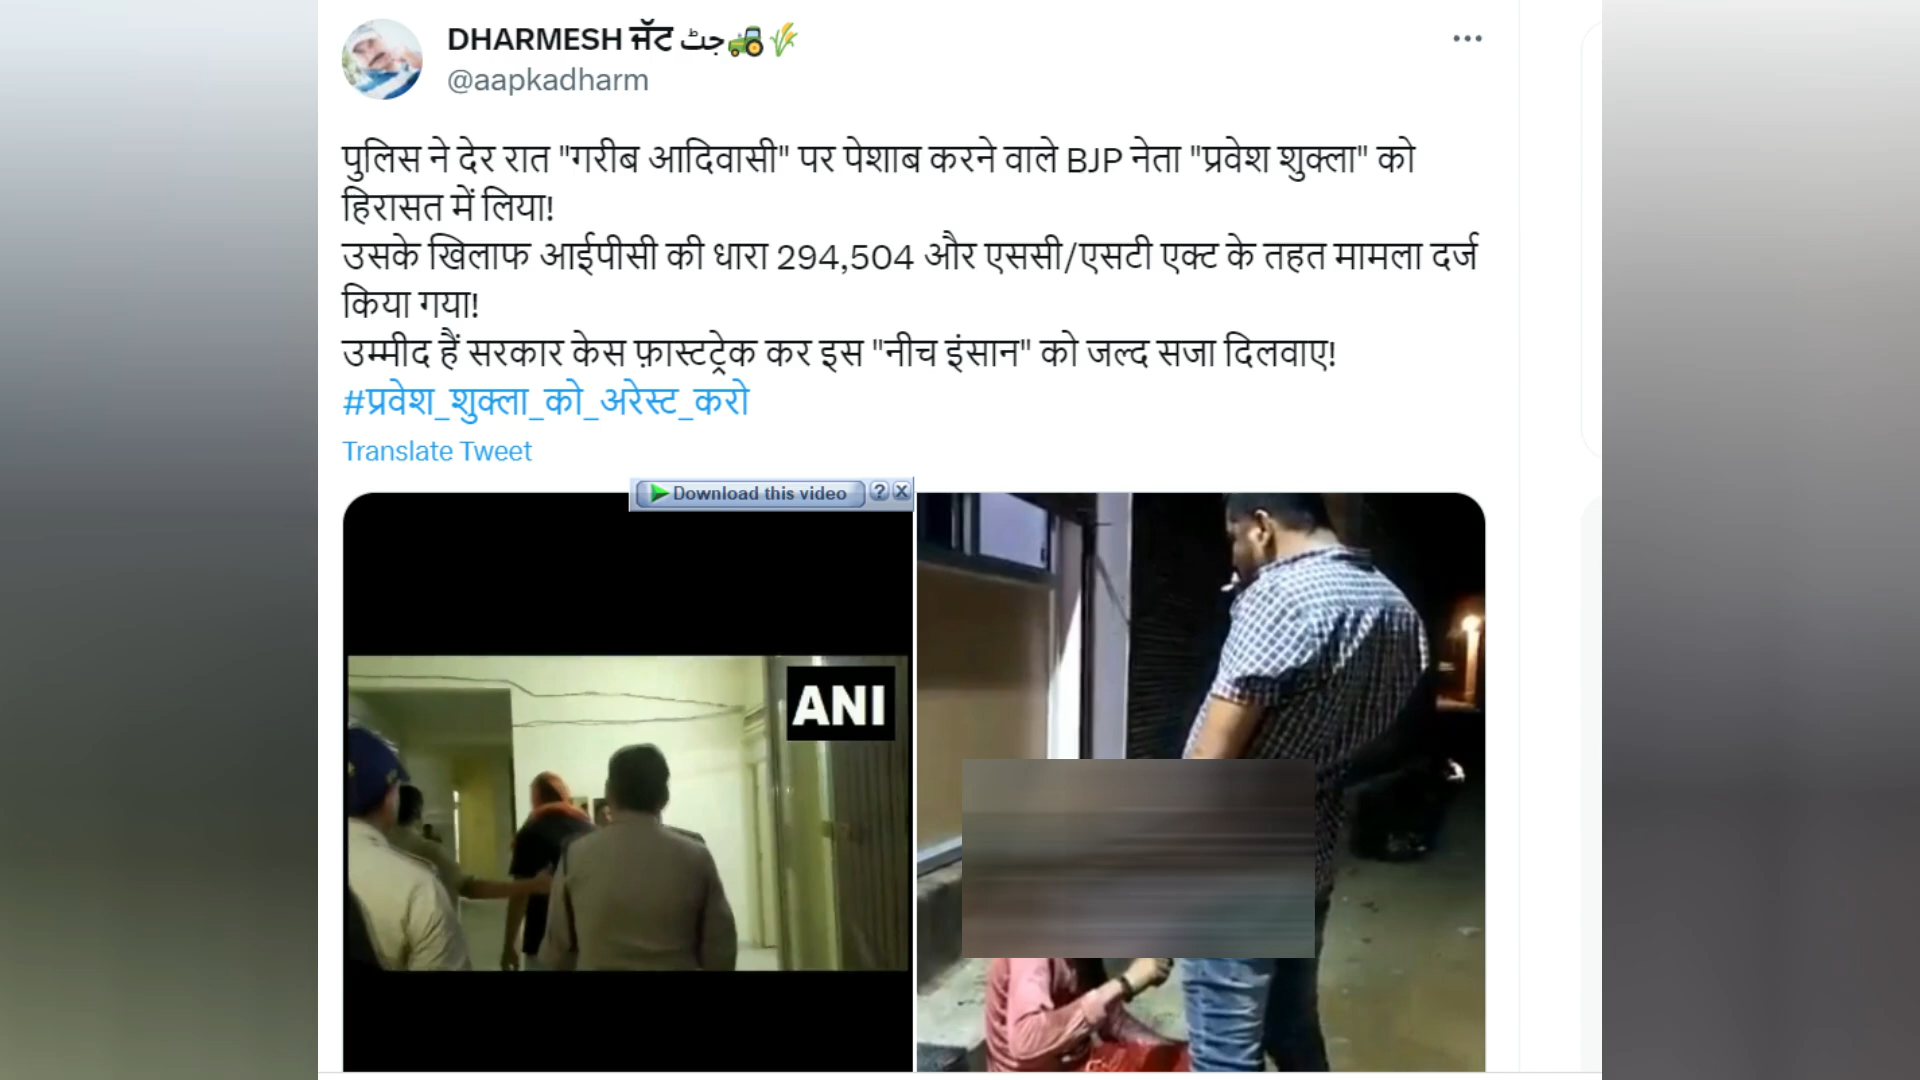 DHARMESH ਜੱਟ جٹ🚜🌾
@aapkadharm
पुलिस ने देर रात "गरीब आदिवासी" पर पेशाब करने वाले BJP नेता "प्रवेश शुक्ला" को
हिरासत में लिया!
उसके खिलाफ आईपीसी की धारा 294,504 और एससी/एसटी एक्ट के तहत मामला दर्ज
किया गया!
उम्मीद हैं सरकार केस फ़ास्टट्रेक कर इस "नीच इंसान" को जल्द सजा दिलवाए!
#प्रवेश_शुक्ला_को_अरेस्ट_करो
Translate Tweet
Download this video ? X
ANI